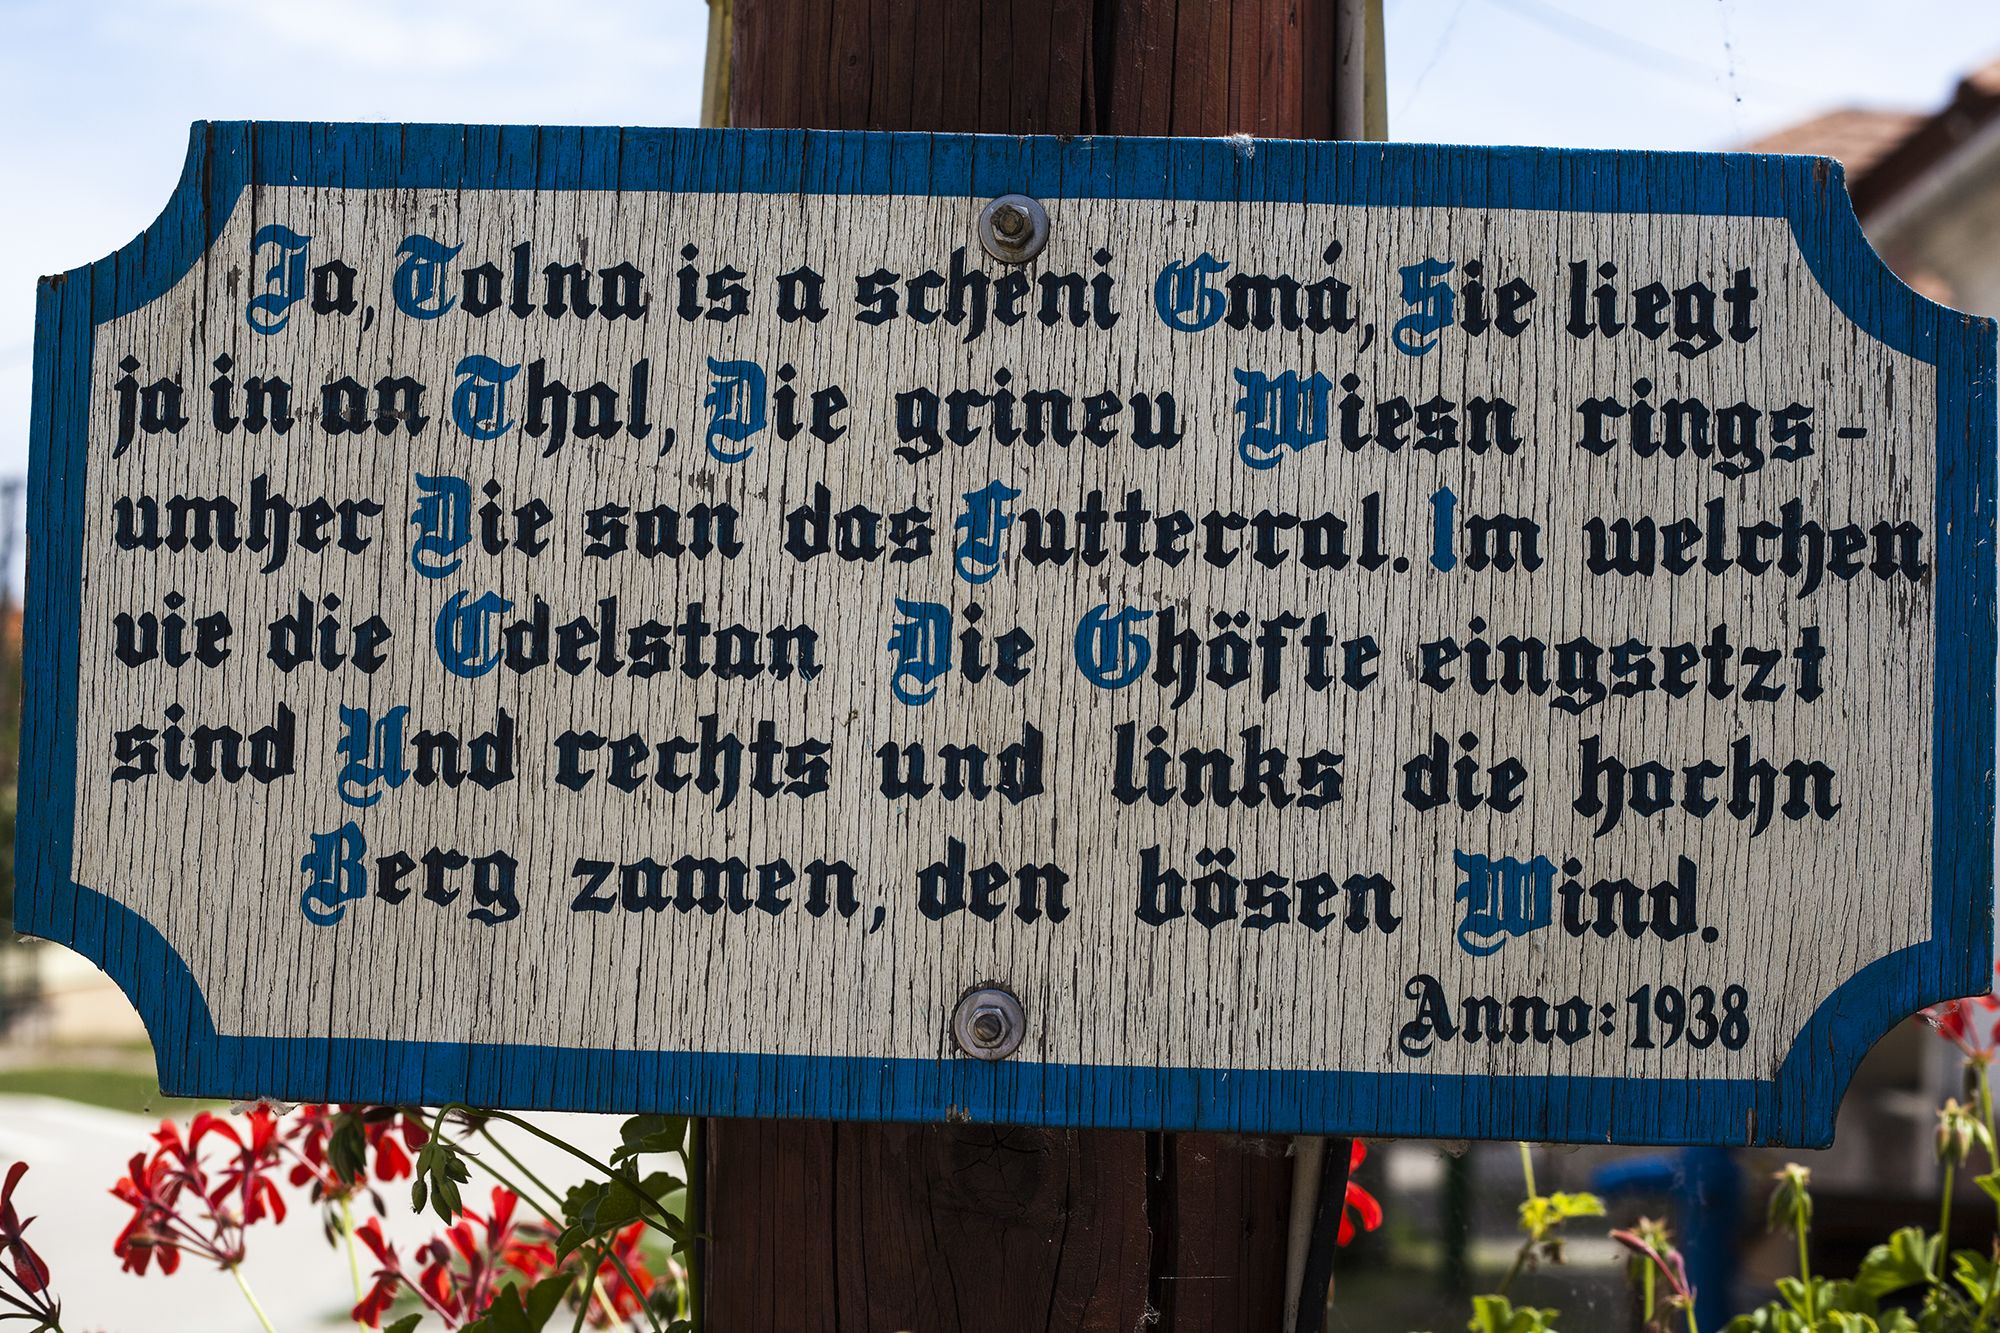 Ja, Tolna is a scheni Gmá, Sie liegt
ja in an Thal, Die grineu Wiesn rings-
umher Die san das Futterral. Im welchen
vie die Edelstan Die Ghöfte eingsetzt
sind Und rechts und links die hochn
Berg zamen, den bösen Wind.
Anno: 1938